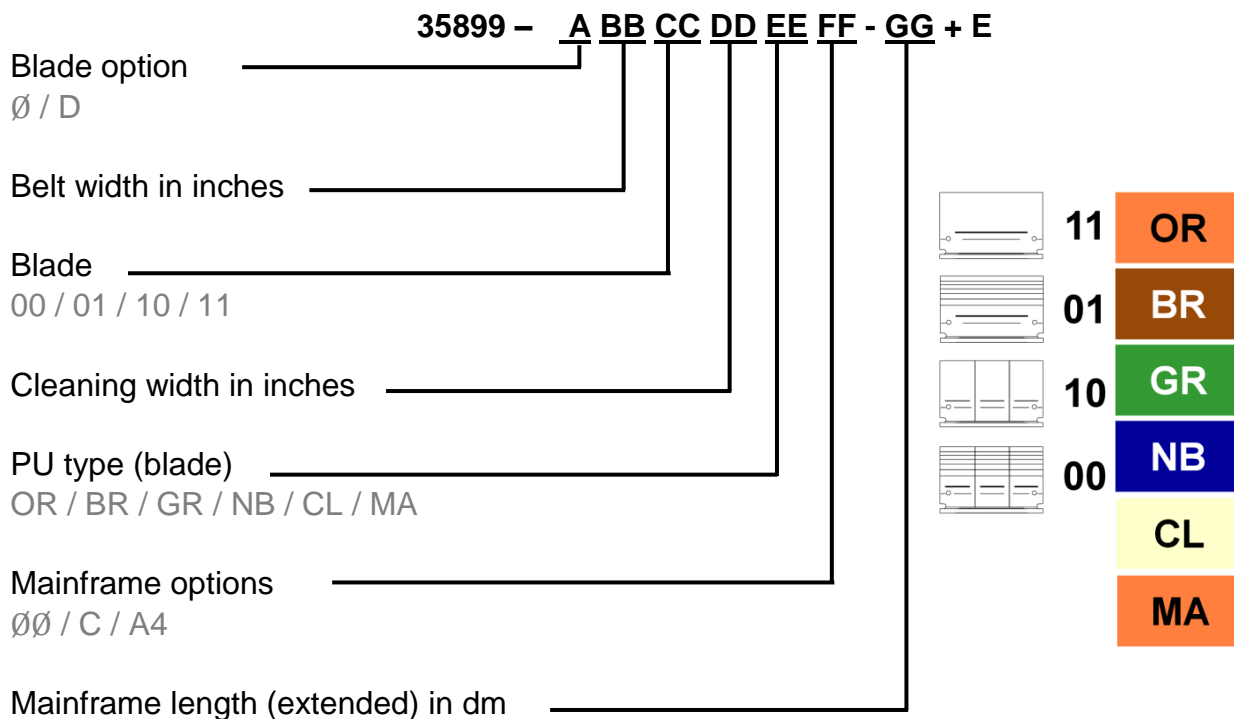 35899 – A BB CC DD EE FF - GG + E
Blade option
Ø / D
Belt width in inches
Blade
00 / 01 / 10 / 11
Cleaning width in inches
PU type (blade)
OR / BR / GR / NB / CL / MA
Mainframe options
ØØ / C / A4
Mainframe length (extended) in dm
11 OR
01 BR
10 GR
00 NB
CL
MA